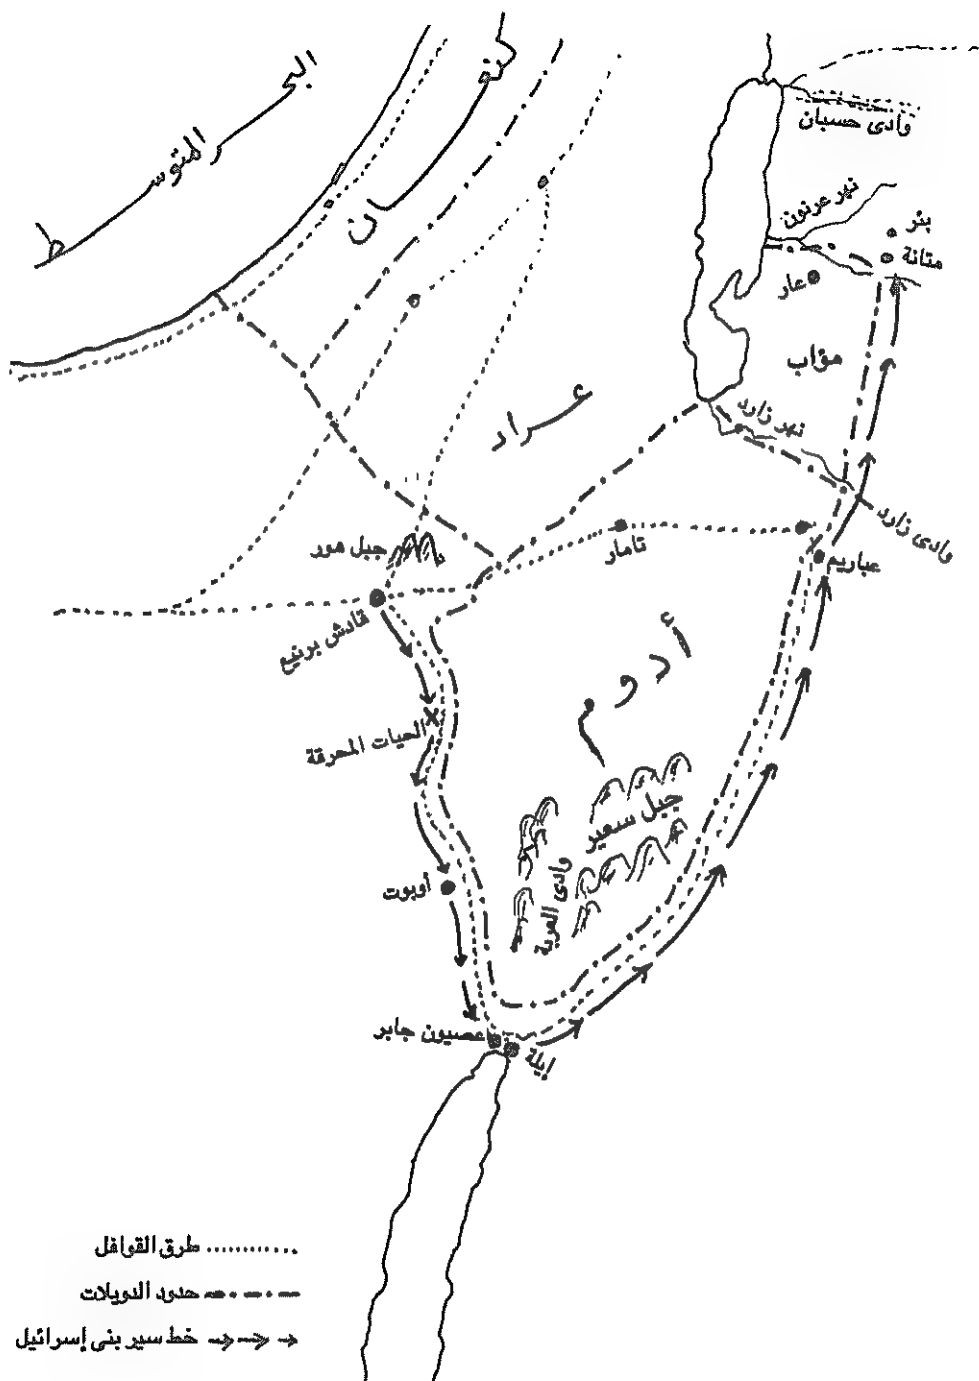 البحر المتوسط
كنعان
وادى حسبان
نهر عرنون
بئر
متانة
عار
مؤاب
عراد
نهر زارد
وادى زارد
جبل هور
تامار
عباريم
قادش برنيع
أدوم
الحيات المحرقة
جبل سعير
وادى العربة
أوبوت
عصيون جابر
إيلة
طرق القوافل
حدود الدويلات
خط سير بنى إسرائيل